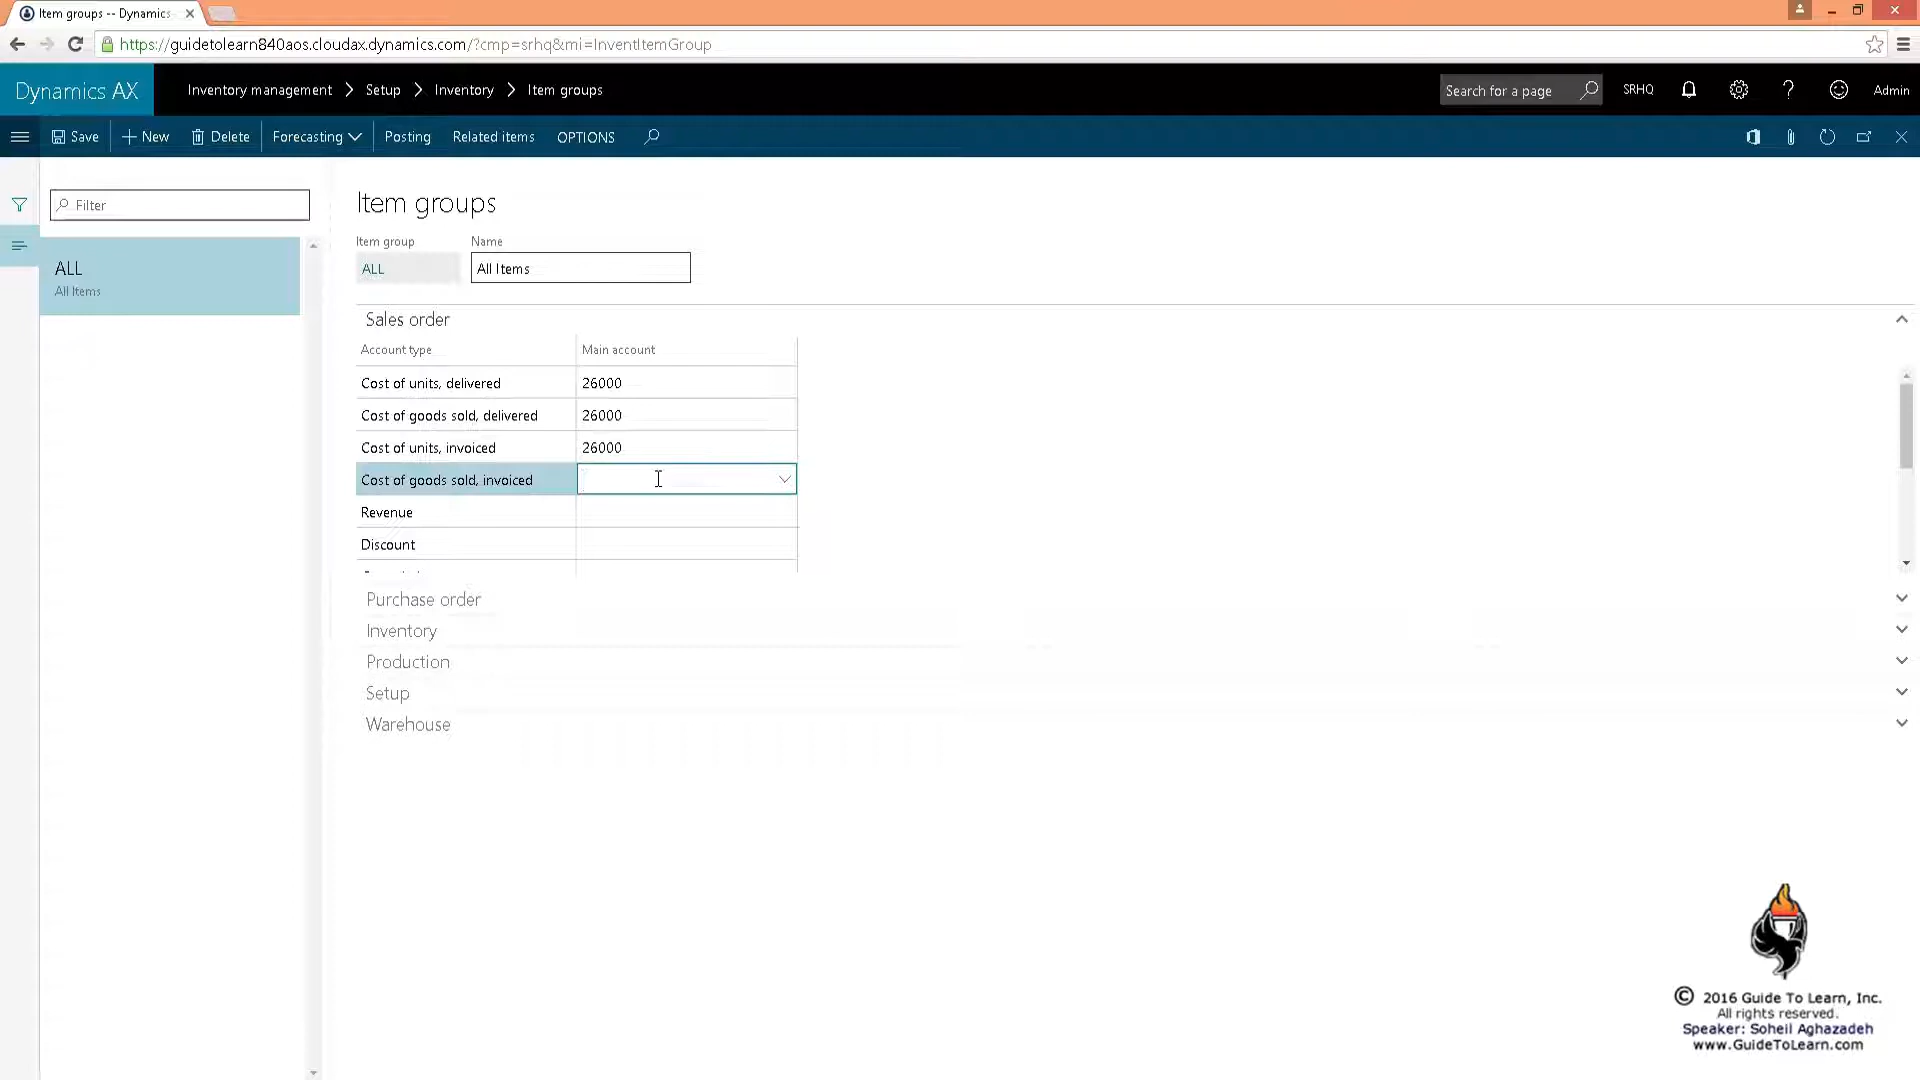 Item groups -- Dynamics
https://guidetolearn840aos.cloudax.dynamics.com/?cmp=srhq&mi=InventItemGroup
Dynamics AX
Inventory management > Setup > Inventory > Item groups
Search for a page
SRHQ
?
Admin
Save
New
Delete
Forecasting
Posting
Related items
OPTIONS
Filter
ALL
All Items
Item groups
Item group
Name
ALL
All Items
Sales order
Account type
Main account
Cost of units, delivered 26000
Cost of goods sold, delivered 26000
Cost of units, invoiced 26000
Cost of goods sold, invoiced
Revenue
Discount
Purchase order
Inventory
Production
Setup
Warehouse
© 2016 Guide To Learn, Inc.
All rights reserved.
Speaker: Soheil Aghazadeh
www.GuideToLearn.com